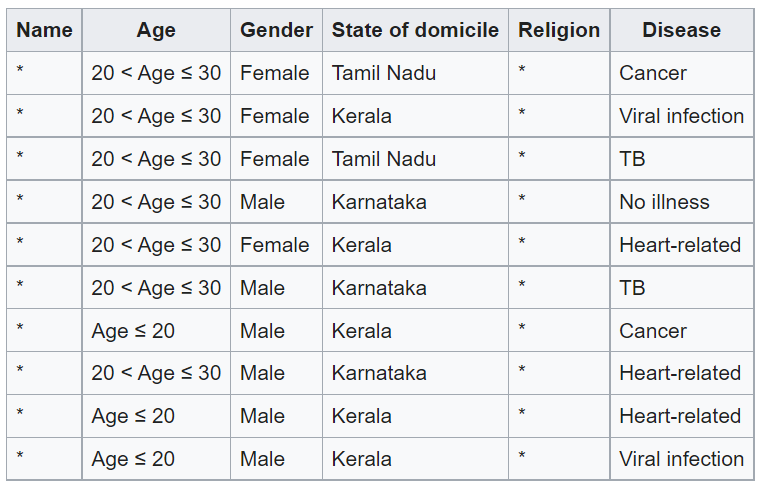 Name Age Gender State of domicile Religion Disease
* 20 < Age ≤ 30 Female Tamil Nadu * Cancer
* 20 < Age ≤ 30 Female Kerala * Viral infection
* 20 < Age ≤ 30 Female Tamil Nadu * TB
* 20 < Age ≤ 30 Male Karnataka * No illness
* 20 < Age ≤ 30 Female Kerala * Heart-related
* 20 < Age ≤ 30 Male Karnataka * TB
* Age ≤ 20 Male Kerala * Cancer
* 20 < Age ≤ 30 Male Karnataka * Heart-related
* Age ≤ 20 Male Kerala * Heart-related
* Age ≤ 20 Male Kerala * Viral infection